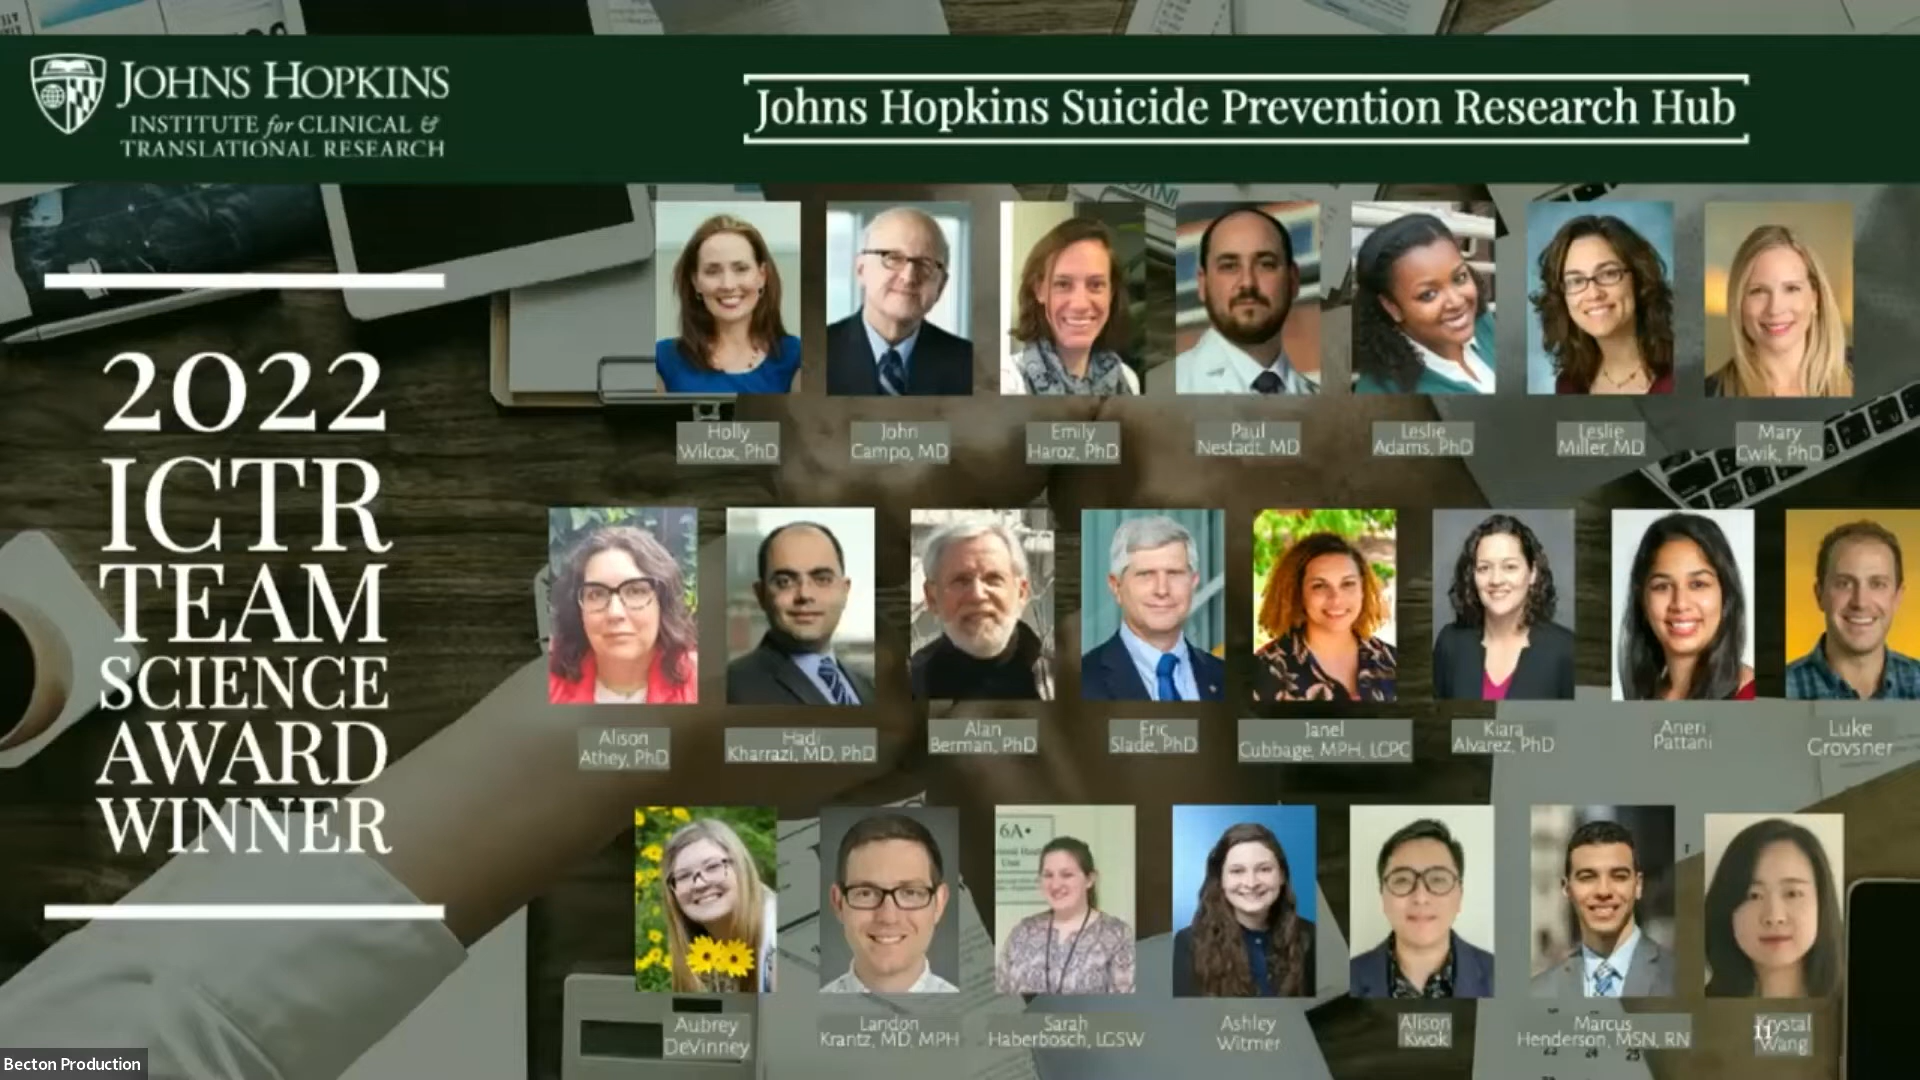 JOHNS HOPKINS
INSTITUTE for CLINICAL &
TRANSLATIONAL RESEARCH
Johns Hopkins Suicide Prevention Research Hub
2022
ICTR
TEAM
SCIENCE
AWARD
WINNER
Holly
Wilcox, PhD
John
Campo, MD
Emily
Haroz, PhD
Paul
Nestadt, MD
Leslie
Adams, PhD
Leslie
Miller, MD
Mary
Cwik, PhD
Alison
Athey, PhD
Hadi
Kharrazi, MD, PhD
Alan
Berman, PhD
Eric
Slade, PhD
Janel
Cubbage, MPH, LCPC
Kiara
Alvarez, PhD
Aneri
Pattani
Luke
Grovsner
6A•
Unit
Aubrey
DeVinney
Landon
Krantz, MD, MPH
Sarah
Haberbosch, LGSW
Ashley
Witmer
Alison
Kwok
Marcus
Henderson, MSN, RN
Krystal
Wang
11
25
Becton Production